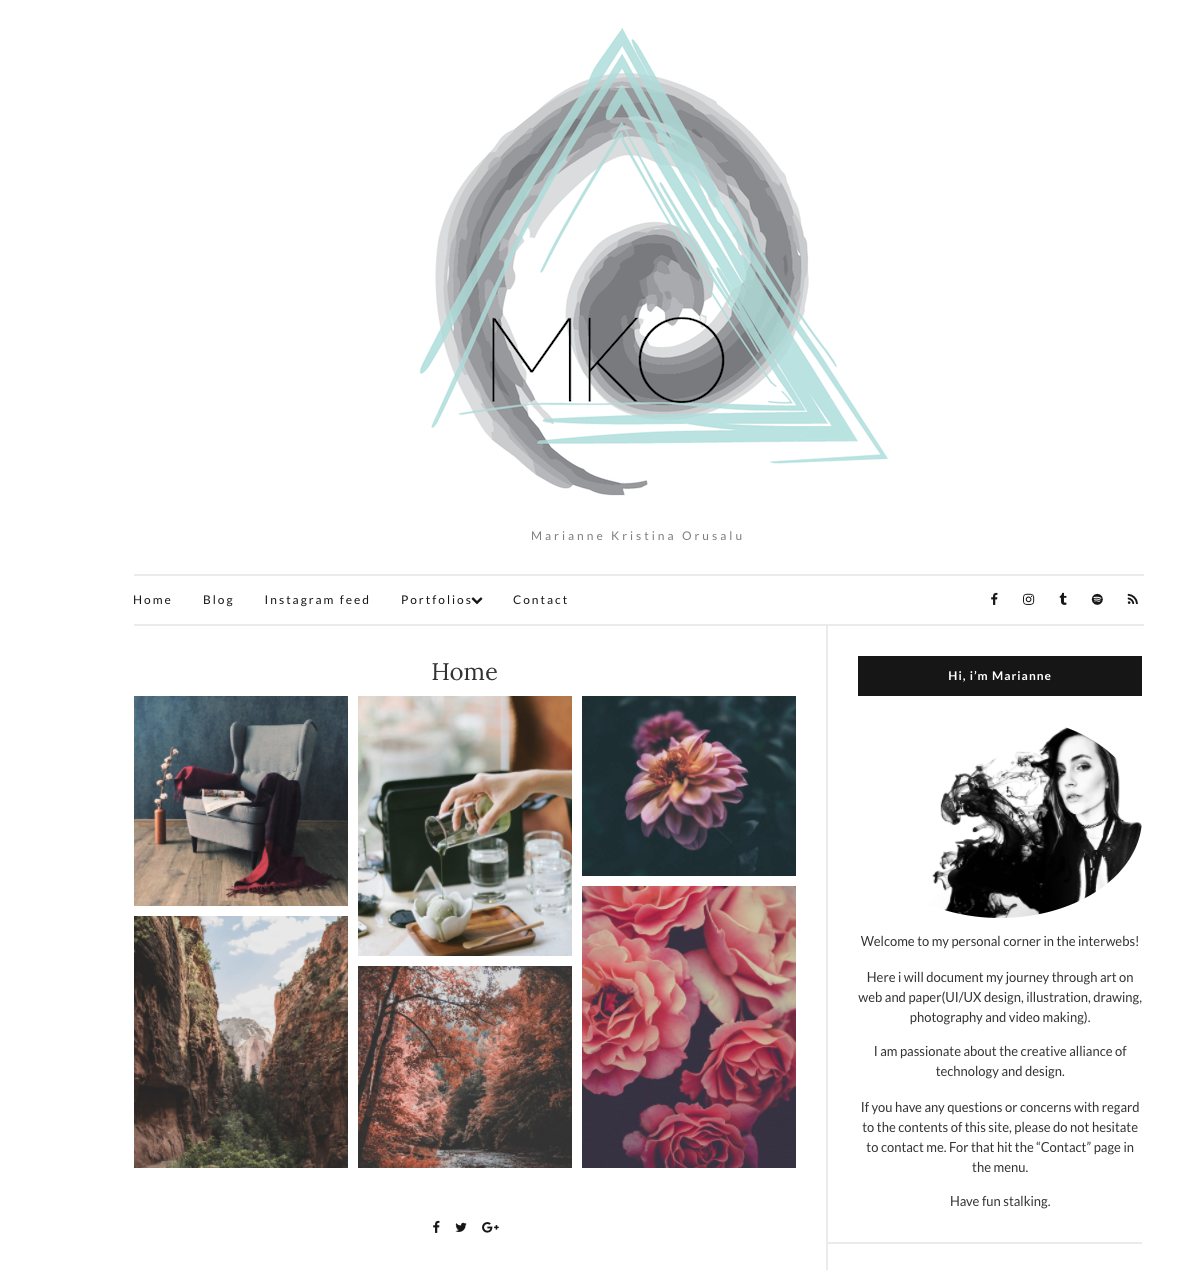 MKO
Marianne Kristina Orusalu
Home Blog Instagram feed Portfolios Contact
Home
Hi, i'm Marianne
Welcome to my personal corner in the interwebs!
Here i will document my journey through art on
web and paper(UI/UX design, illustration, drawing,
photography and video making).
I am passionate about the creative alliance of
technology and design.
If you have any questions or concerns with regard
to the contents of this site, please do not hesitate
to contact me. For that hit the “Contact” page in
the menu.
Have fun stalking.